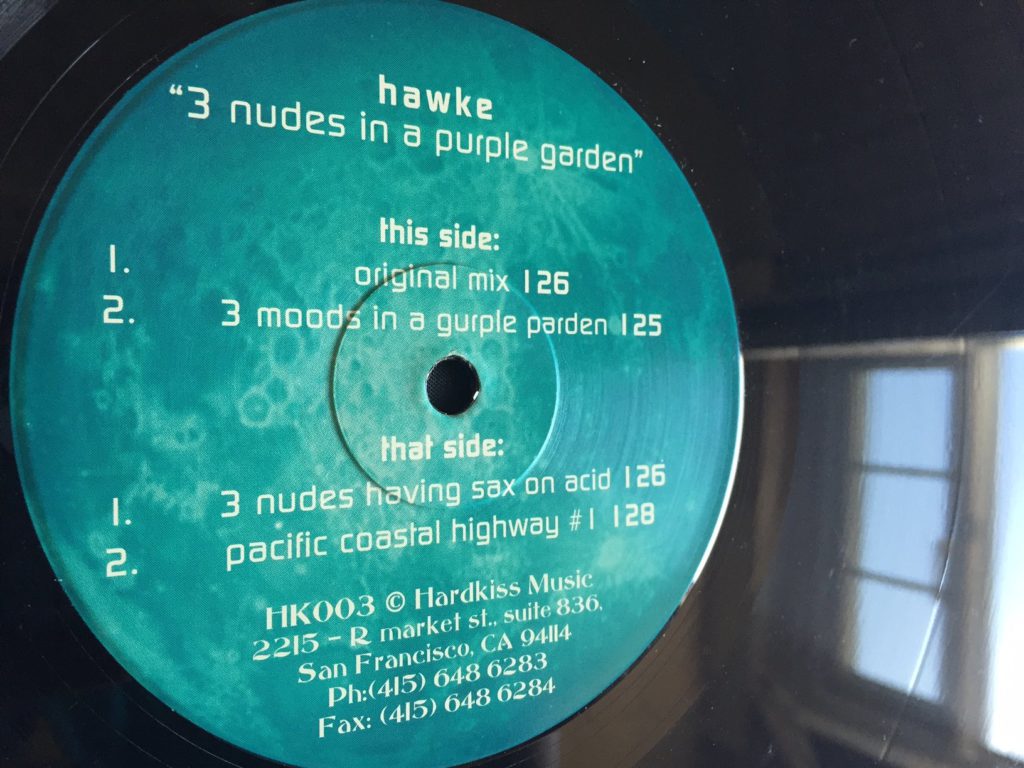 hawke
“3 nudes in a purple garden”
this side:
1. original mix 126
2. 3 moods in a gurple parden 125
that side:
1. 3 nudes having sax on acid 126
2. pacific coastal highway #1 128
HK003 © Hardkiss Music
2215 - R market st., suite 836,
San Francisco, CA 94114
Ph:(415) 648 6283
Fax: (415) 648 6284